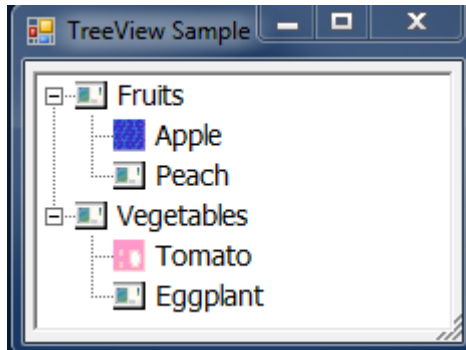 TreeView Sample
Fruits
Apple
Peach
Vegetables
Tomato
Eggplant